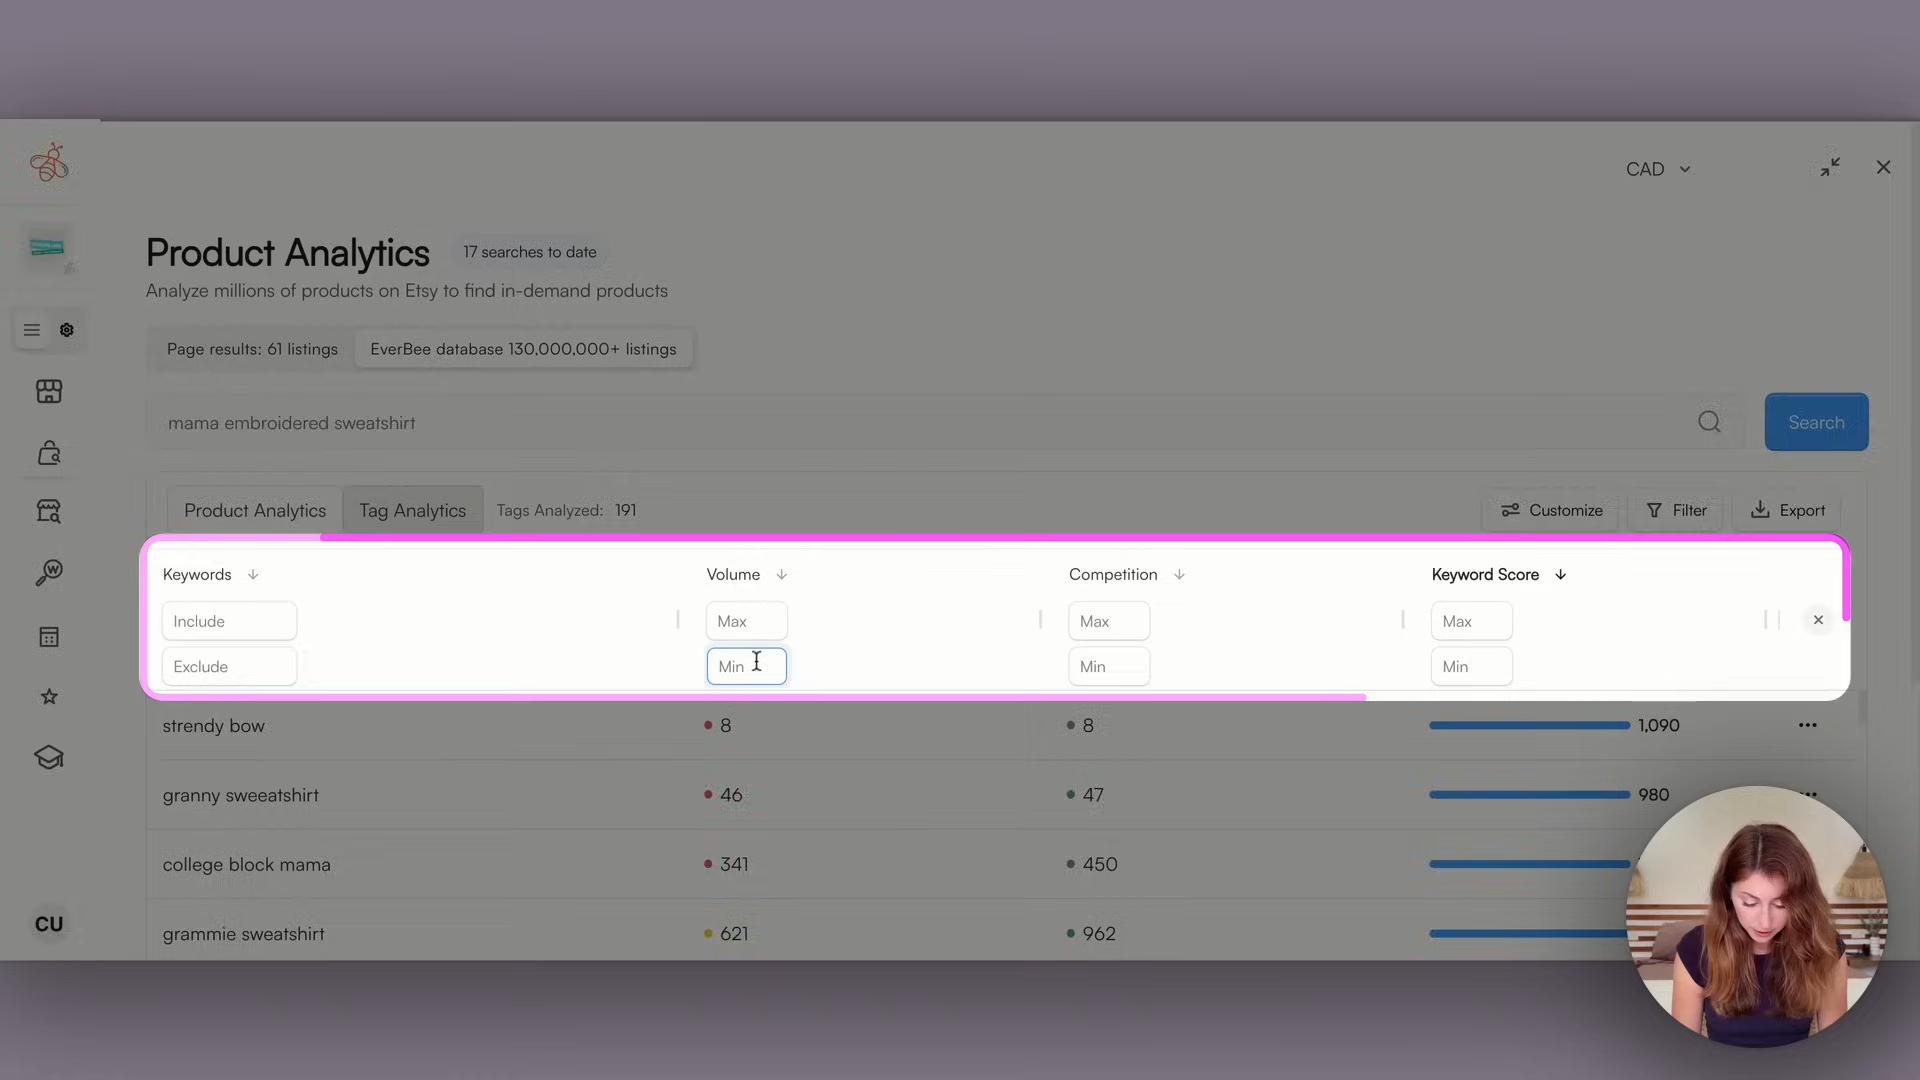 CAD
Product Analytics 17 searches to date
Analyze millions of products on Etsy to find in-demand products
Page results: 61 listings EverBee database 130,000,000+ listings
mama embroidered sweatshirt Search
Product Analytics Tag Analytics Tags Analyzed: 191 Customize Filter Export
Keywords Volume Competition Keyword Score
Include Max Max Max
Exclude Min Min Min
strendy bow 8 8 1,090
granny sweeatshirt 46 47 980
college block mama 341 450
grammie sweatshirt 621 962
CU